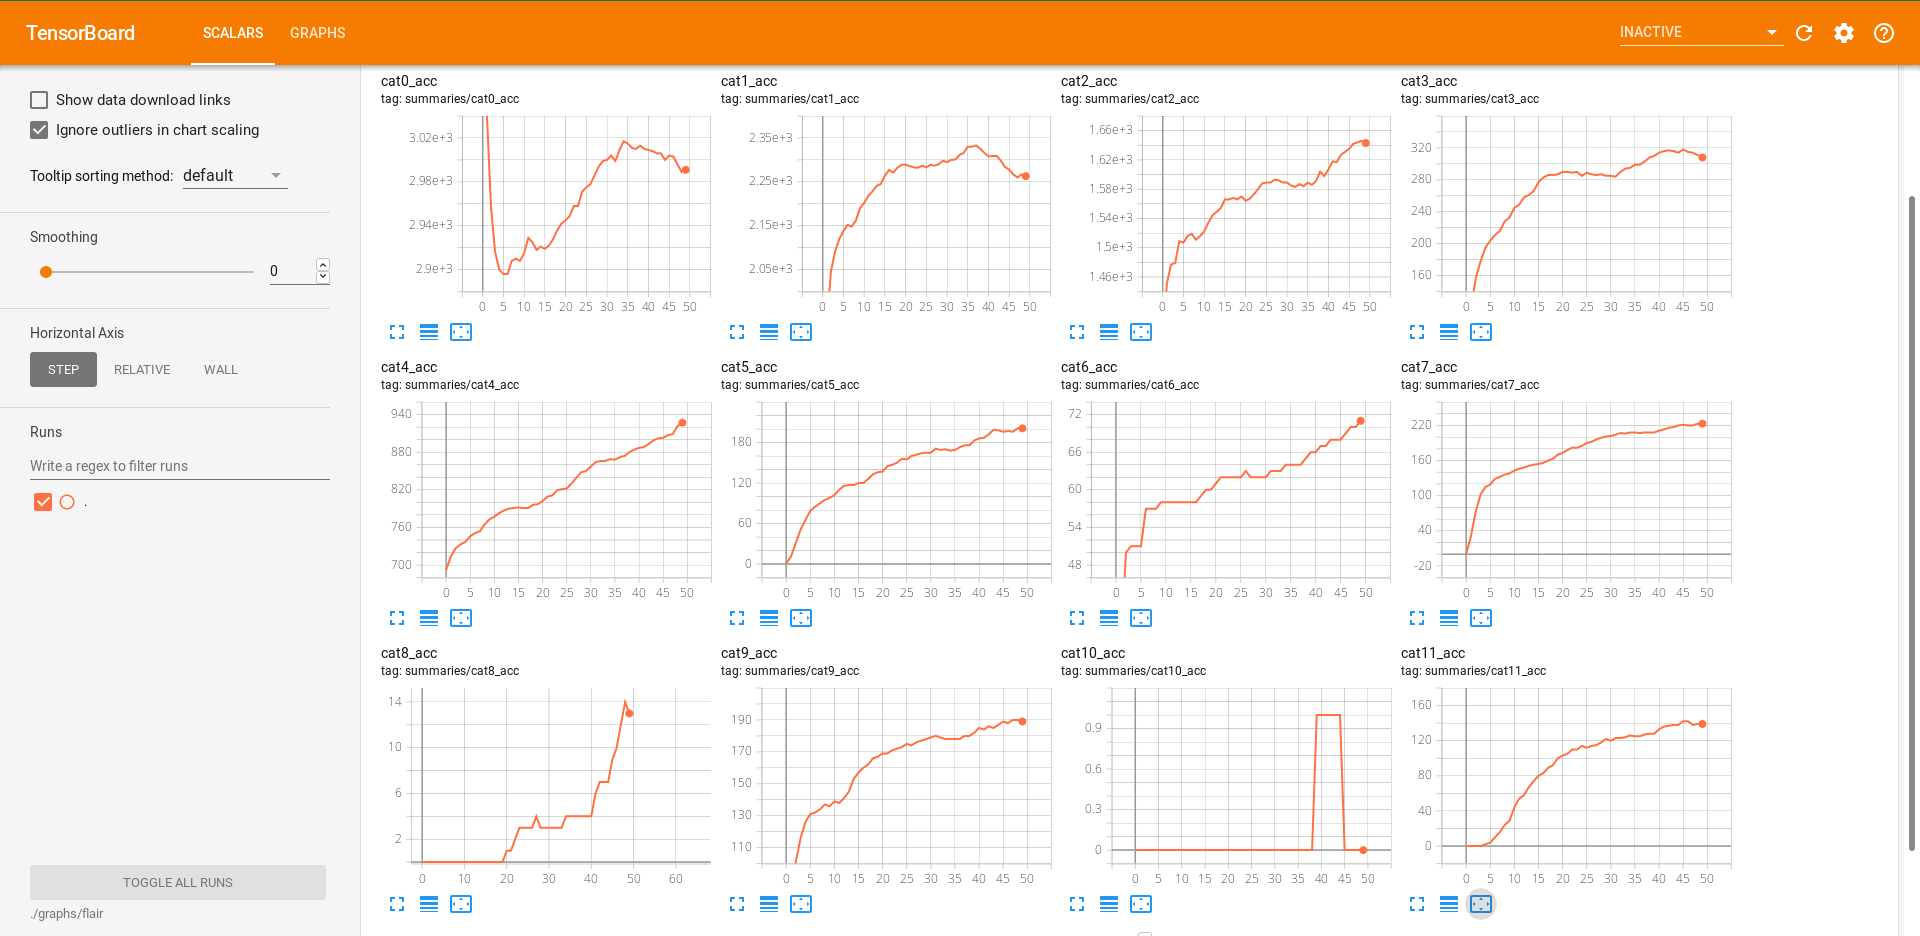 TensorBoard SCALARS GRAPHS INACTIVE
Show data download links
Ignore outliers in chart scaling
Tooltip sorting method: default
Smoothing
0
Horizontal Axis
STEP RELATIVE WALL
Runs
Write a regex to filter runs
.
TOGGLE ALL RUNS
./graphs/flair
cat0_acc
tag: summaries/cat0_acc
3.02e+3
2.98e+3
2.94e+3
2.9e+3
0 5 10 15 20 25 30 35 40 45 50
cat1_acc
tag: summaries/cat1_acc
2.35e+3
2.25e+3
2.15e+3
2.05e+3
0 5 10 15 20 25 30 35 40 45 50
cat2_acc
tag: summaries/cat2_acc
1.66e+3
1.62e+3
1.58e+3
1.54e+3
1.5e+3
1.46e+3
0 5 10 15 20 25 30 35 40 45 50
cat3_acc
tag: summaries/cat3_acc
320
280
240
200
160
0 5 10 15 20 25 30 35 40 45 50
cat4_acc
tag: summaries/cat4_acc
940
880
820
760
700
0 5 10 15 20 25 30 35 40 45 50
cat5_acc
tag: summaries/cat5_acc
180
120
60
0
0 5 10 15 20 25 30 35 40 45 50
cat6_acc
tag: summaries/cat6_acc
72
66
60
54
48
0 5 10 15 20 25 30 35 40 45 50
cat7_acc
tag: summaries/cat7_acc
220
160
100
40
-20
0 5 10 15 20 25 30 35 40 45 50
cat8_acc
tag: summaries/cat8_acc
14
10
6
2
0 10 20 30 40 50 60
cat9_acc
tag: summaries/cat9_acc
190
170
150
130
110
0 5 10 15 20 25 30 35 40 45 50
cat10_acc
tag: summaries/cat10_acc
0.9
0.6
0.3
0
0 5 10 15 20 25 30 35 40 45 50
cat11_acc
tag: summaries/cat11_acc
160
120
80
40
0
0 5 10 15 20 25 30 35 40 45 50